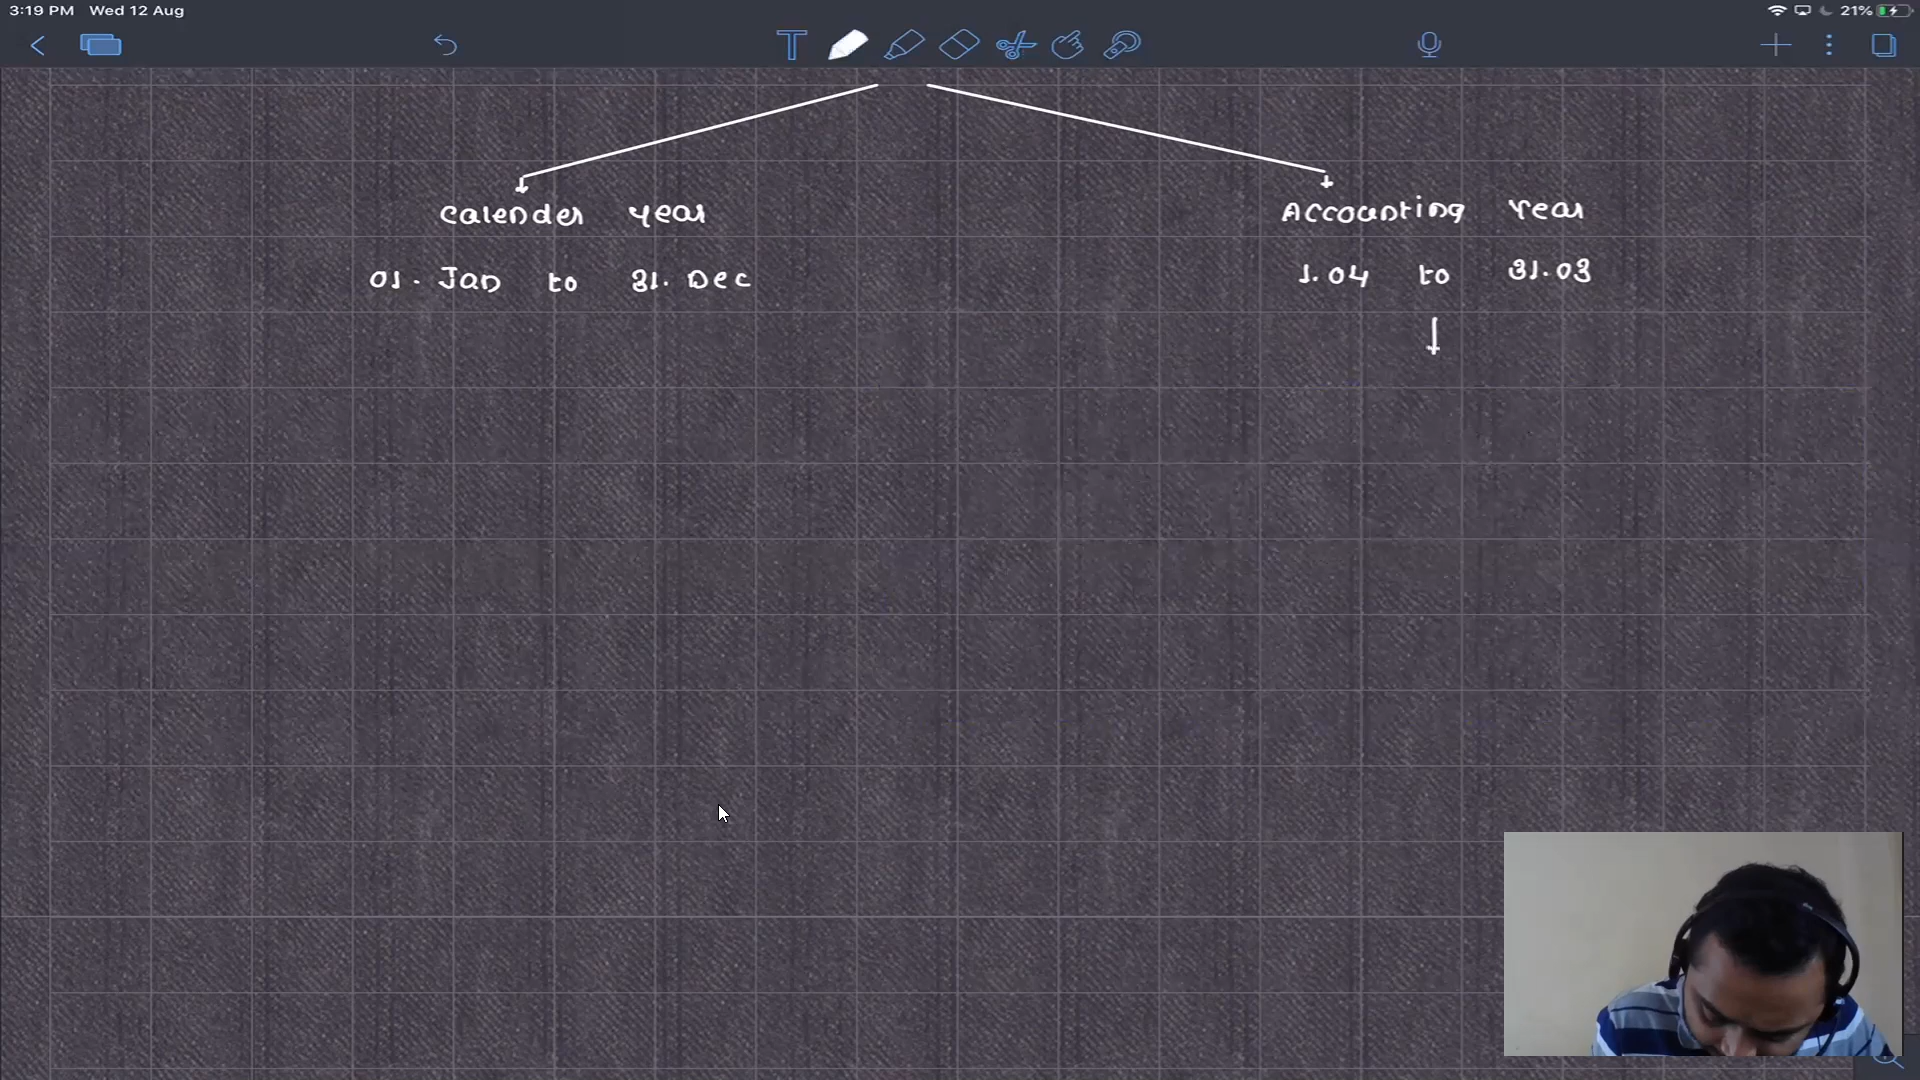 3:19 PM Wed 12 Aug
21%
T
Calender year
01. Jan to 31. Dec
Accounting Year
1.04 to 31.03